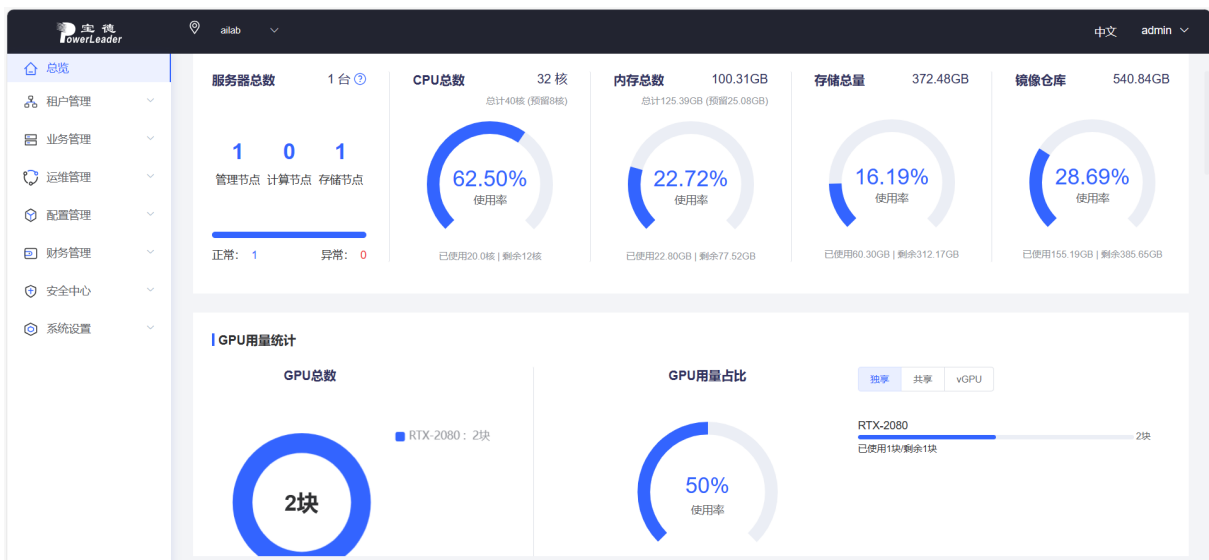 宝德
PowerLeader
ailab
中文
admin
总览
租户管理
业务管理
运维管理
配置管理
财务管理
安全中心
系统设置
服务器总数 1 台
1 0 1
管理节点 计算节点 存储节点
正常： 1 异常： 0
CPU总数 32 核
总计40核 (预留8核)
62.50%
使用率
已使用20.0核 | 剩余12核
内存总数 100.31GB
总计125.39GB (预留25.08GB)
22.72%
使用率
已使用22.80GB | 剩余77.52GB
存储总量 372.48GB
16.19%
使用率
已使用60.30GB | 剩余312.17GB
镜像仓库 540.84GB
28.69%
使用率
已使用155.19GB | 剩余385.65GB
GPU用量统计
GPU总数
RTX-2080 : 2块
2块
GPU用量占比
50%
使用率
独享 共享 vGPU
RTX-2080
2块
已使用1块/剩余1块